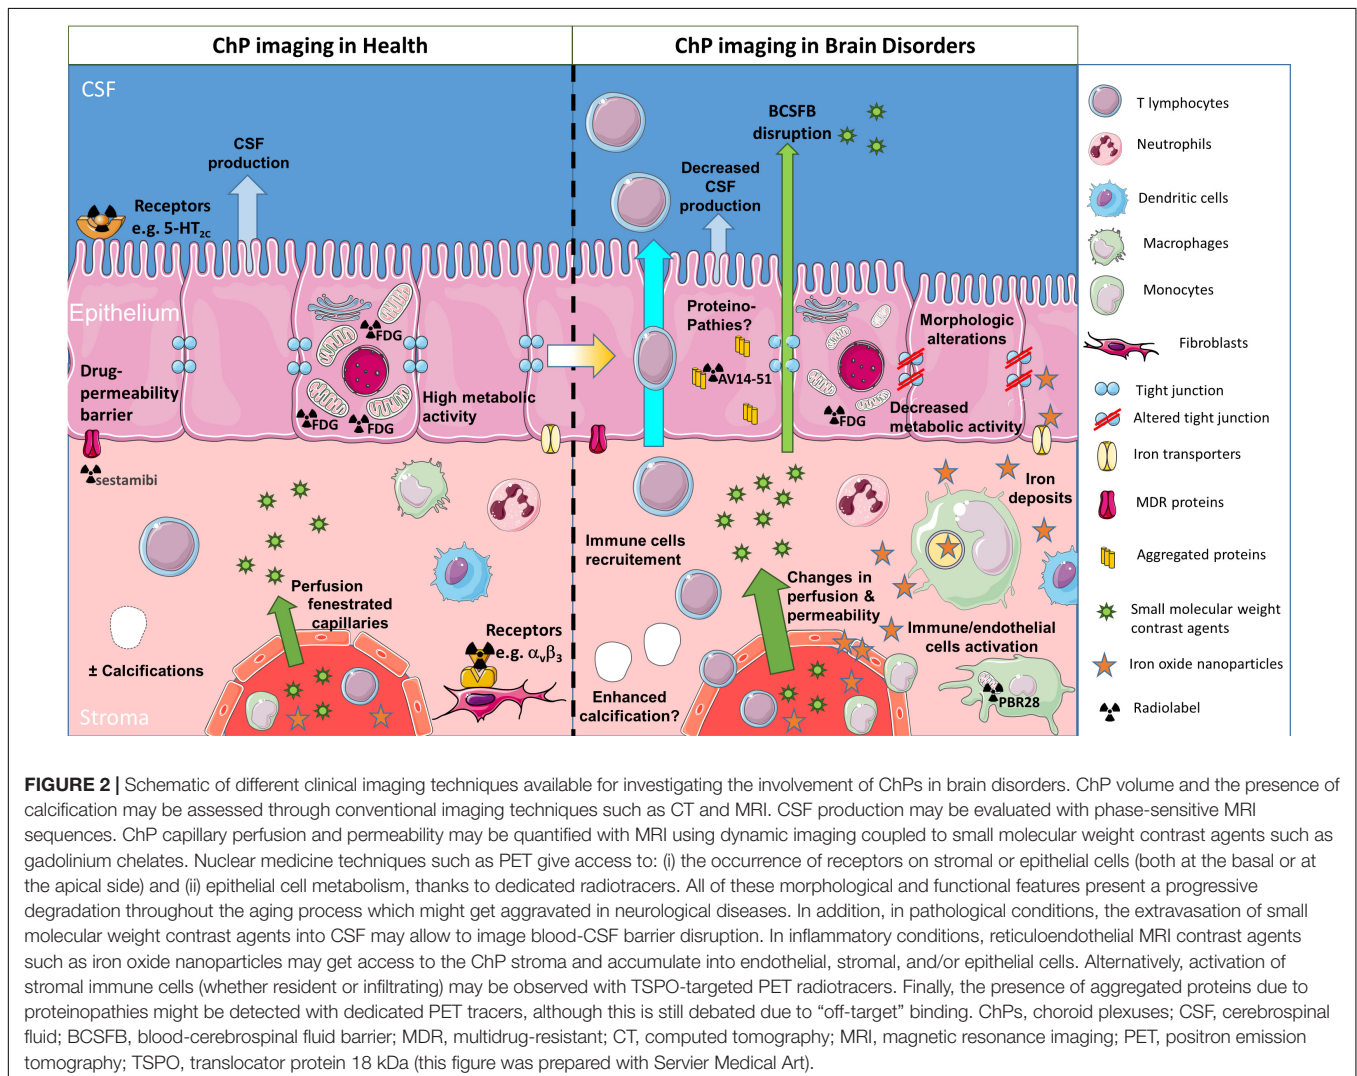 ChP imaging in Health
ChP imaging in Brain Disorders
CSF
CSF
production
Receptors
e.g. 5-HT2C
Epithelium
Drug-
permeability
barrier
sestamibi
FDG
FDG
FDG
High metabolic
activity
Perfusion
fenestrated
capillaries
± Calcifications
Receptors
e.g. αvβ3
Stroma
BCSFB
disruption
Decreased
CSF
production
Proteino-
Pathies?
AV14-51
Morphologic
alterations
FDG
Decreased
metabolic activity
Iron
deposits
Immune cells
recruitment
Changes in
perfusion &
permeability
Immune/endothelial
cells activation
PBR28
Enhanced
calcification?
T lymphocytes
Neutrophils
Dendritic cells
Macrophages
Monocytes
Fibroblasts
Tight junction
Altered tight junction
Iron transporters
MDR proteins
Aggregated proteins
Small molecular weight
contrast agents
Iron oxide nanoparticles
Radiolabel
FIGURE 2 | Schematic of different clinical imaging techniques available for investigating the involvement of ChPs in brain disorders. ChP volume and the presence of
calcification may be assessed through conventional imaging techniques such as CT and MRI. CSF production may be evaluated with phase-sensitive MRI
sequences. ChP capillary perfusion and permeability may be quantified with MRI using dynamic imaging coupled to small molecular weight contrast agents such as
gadolinium chelates. Nuclear medicine techniques such as PET give access to: (i) the occurrence of receptors on stromal or epithelial cells (both at the basal or at
the apical side) and (ii) epithelial cell metabolism, thanks to dedicated radiotracers. All of these morphological and functional features present a progressive
degradation throughout the aging process which might get aggravated in neurological diseases. In addition, in pathological conditions, the extravasation of small
molecular weight contrast agents into CSF may allow to image blood-CSF barrier disruption. In inflammatory conditions, reticuloendothelial MRI contrast agents
such as iron oxide nanoparticles may get access to the ChP stroma and accumulate into endothelial, stromal, and/or epithelial cells. Alternatively, activation of
stromal immune cells (whether resident or infiltrating) may be observed with TSPO-targeted PET radiotracers. Finally, the presence of aggregated proteins due to
proteinopathies might be detected with dedicated PET tracers, although this is still debated due to “off-target” binding. ChPs, choroid plexuses; CSF, cerebrospinal
fluid; BCSFB, blood-cerebrospinal fluid barrier; MDR, multidrug-resistant; CT, computed tomography; MRI, magnetic resonance imaging; PET, positron emission
tomography; TSPO, translocator protein 18 kDa (this figure was prepared with Servier Medical Art).